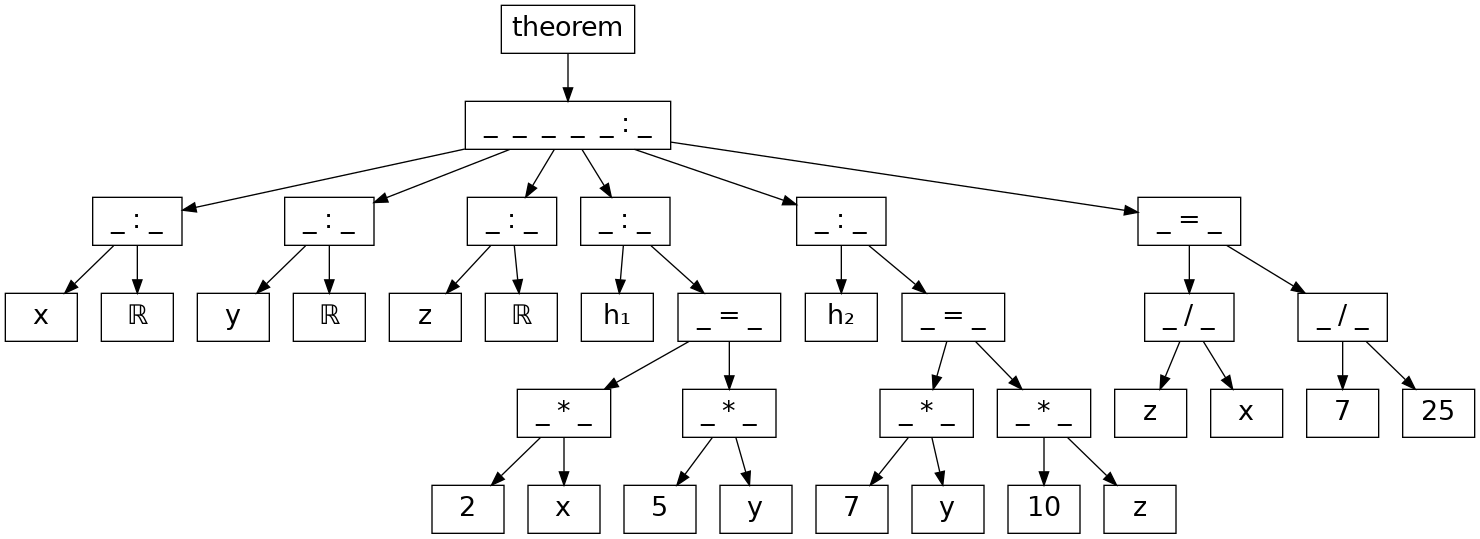 theorem
_ _ _ _ _ : _
_ : _ _ : _ _ : _ _ : _ _ : _ _ = _
x ℝ y ℝ z ℝ h₁ _ = _ h₂ _ = _ _ / _ _ / _
_ * _ _ * _ _ * _ _ * _ z x 7 25
2 x 5 y 7 y 10 z